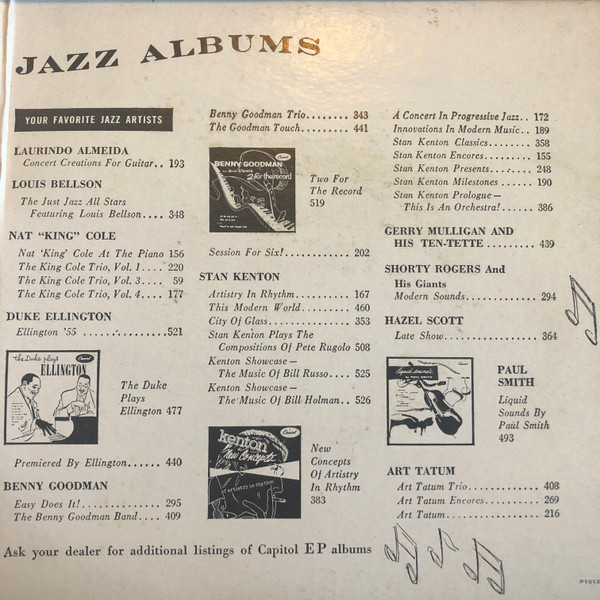 JAZZ ALBUMS
YOUR FAVORITE JAZZ ARTISTS
LAURINDO ALMEIDA
Concert Creations For Guitar.. 193
LOUIS BELLSON
The Just Jazz All Stars
Featuring Louis Bellson.... 348
NAT "KING" COLE
Nat 'King' Cole At The Piano 156
The King Cole Trio, Vol. 1.... 220
The King Cole Trio, Vol. 3.... 59
The King Cole Trio, Vol. 4.... 177
DUKE ELLINGTON
Ellington '55 ...............521
the Duke plays
ELLINGTON
Capitol
The Duke
Plays
Ellington 477
Premiered By Ellington...... 440
BENNY GOODMAN
Easy Does It!.............. 295
The Benny Goodman Band.... 409
Benny Goodman Trio........ 343
The Goodman Touch......... 441
BENNY GOODMAN
for the record
Capitol
Two For
The Record
519
Session For Six!............ 202
STAN KENTON
Artistry In Rhythm......... 167
This Modern World......... 460
City Of Glass............... 353
Stan Kenton Plays The
Compositions Of Pete Rugolo 508
Kenton Showcase—
The Music Of Bill Russo.... 525
Kenton Showcase—
The Music Of Bill Holman.. 526
kenton
New Concepts
of artistry in rhythm
Capitol
New
Concepts
Of Artistry
In Rhythm
383
A Concert In Progressive Jazz.. 172
Innovations In Modern Music.. 189
Stan Kenton Classics......... 358
Stan Kenton Encores......... 155
Stan Kenton Presents......... 248
Stan Kenton Milestones ...... 190
Stan Kenton Prologue—
This Is An Orchestra!....... 386
GERRY MULLIGAN AND
HIS TEN-TETTE .......... 439
SHORTY ROGERS And
His Giants
Modern Sounds............. 294
HAZEL SCOTT
Late Show................. 364
liquid sounds
BY PAUL SMITH
Capitol
PAUL
SMITH
Liquid
Sounds By
Paul Smith
493
ART TATUM
Art Tatum Trio............. 408
Art Tatum Encores.......... 269
Art Tatum.................. 216
Ask your dealer for additional listings of Capitol EP albums